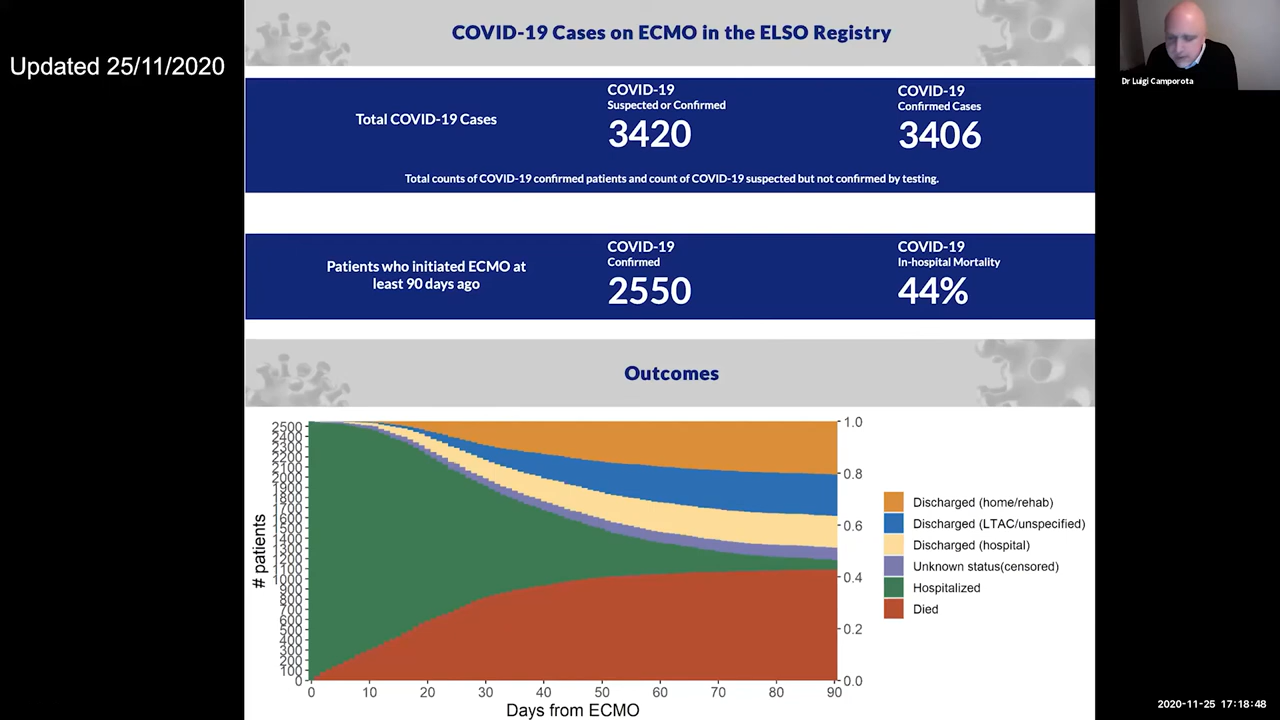 COVID-19 Cases on ECMO in the ELSO Registry
Updated 25/11/2020
Dr Luigi Camporota
Total COVID-19 Cases
COVID-19
Suspected or Confirmed
3420
COVID-19
Confirmed Cases
3406
Total counts of COVID-19 confirmed patients and count of COVID-19 suspected but not confirmed by testing.
Patients who initiated ECMO at
least 90 days ago
COVID-19
Confirmed
2550
COVID-19
In-hospital Mortality
44%
Outcomes
# patients
2500
2400
2300
2200
2100
2000
1900
1800
1700
1600
1500
1400
1300
1200
1100
1000
900
800
700
600
500
400
300
200
100
0
1.0
0.8
0.6
0.4
0.2
0.0
0 10 20 30 40 50 60 70 80 90
Days from ECMO
Discharged (home/rehab)
Discharged (LTAC/unspecified)
Discharged (hospital)
Unknown status(censored)
Hospitalized
Died
2020-11-25 17:18:48